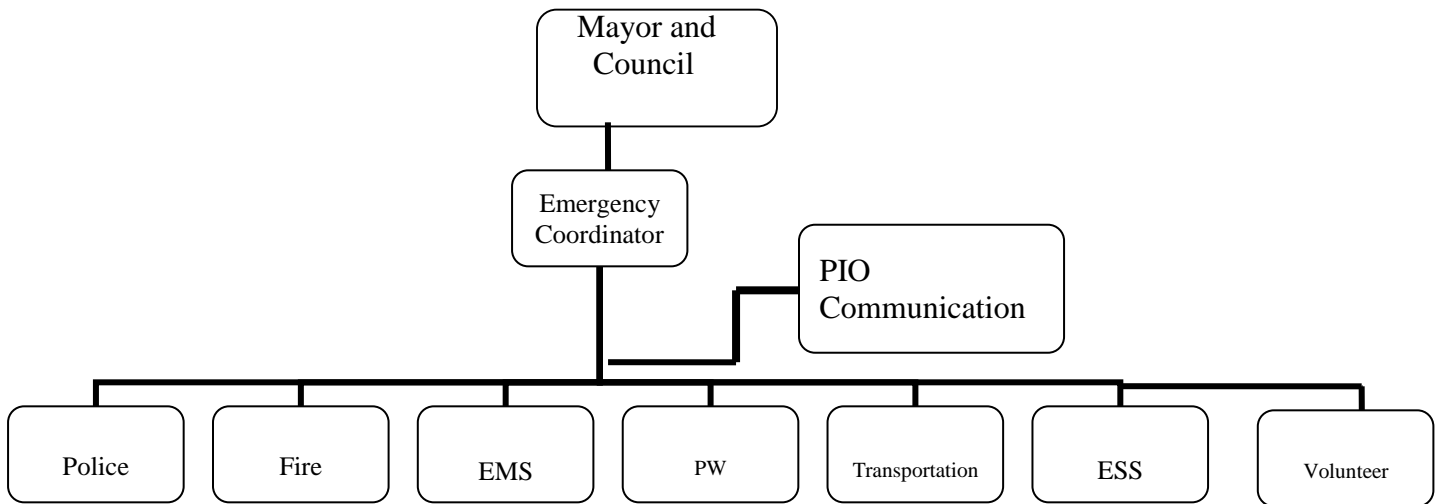 Mayor and
Council
Emergency
Coordinator
PIO
Communication
Police
Fire
EMS
PW
Transportation
ESS
Volunteer